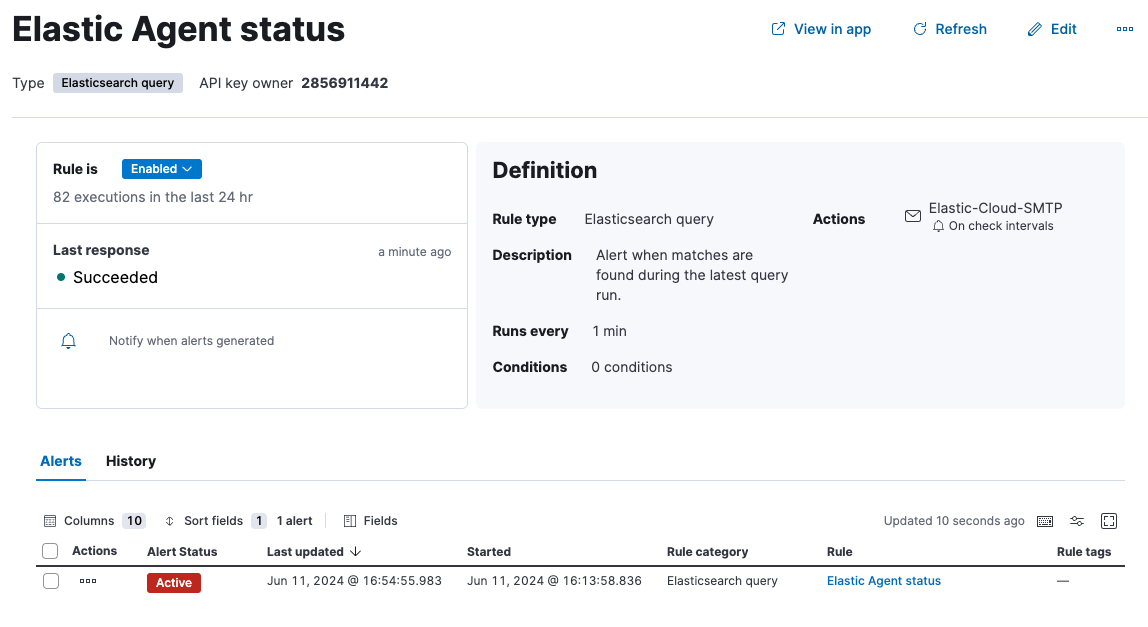 Elastic Agent status
View in app
Refresh
Edit
Type Elasticsearch query API key owner 2856911442
Rule is Enabled
82 executions in the last 24 hr
Last response a minute ago
Succeeded
Notify when alerts generated
Definition
Rule type Elasticsearch query
Description Alert when matches are
found during the latest query
run.
Runs every 1 min
Conditions 0 conditions
Actions Elastic-Cloud-SMTP
On check intervals
Alerts History
Columns 10 Sort fields 1 1 alert Fields Updated 10 seconds ago
Actions Alert Status Last updated Started Rule category Rule Rule tags
Active Jun 11, 2024 @ 16:54:55.983 Jun 11, 2024 @ 16:13:58.836 Elasticsearch query Elastic Agent status —